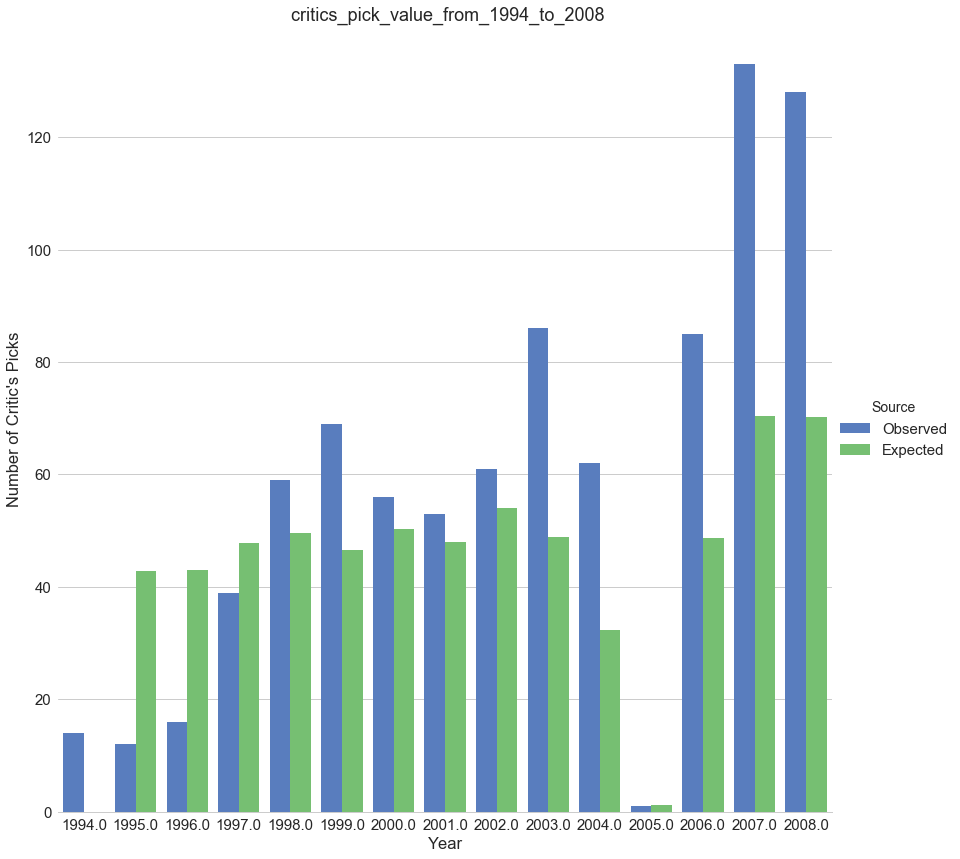 critics_pick_value_from_1994_to_2008
Number of Critic's Picks
120
100
80
60
40
20
0
1994.0 1995.0 1996.0 1997.0 1998.0 1999.0 2000.0 2001.0 2002.0 2003.0 2004.0 2005.0 2006.0 2007.0 2008.0
Year
Source
Observed
Expected